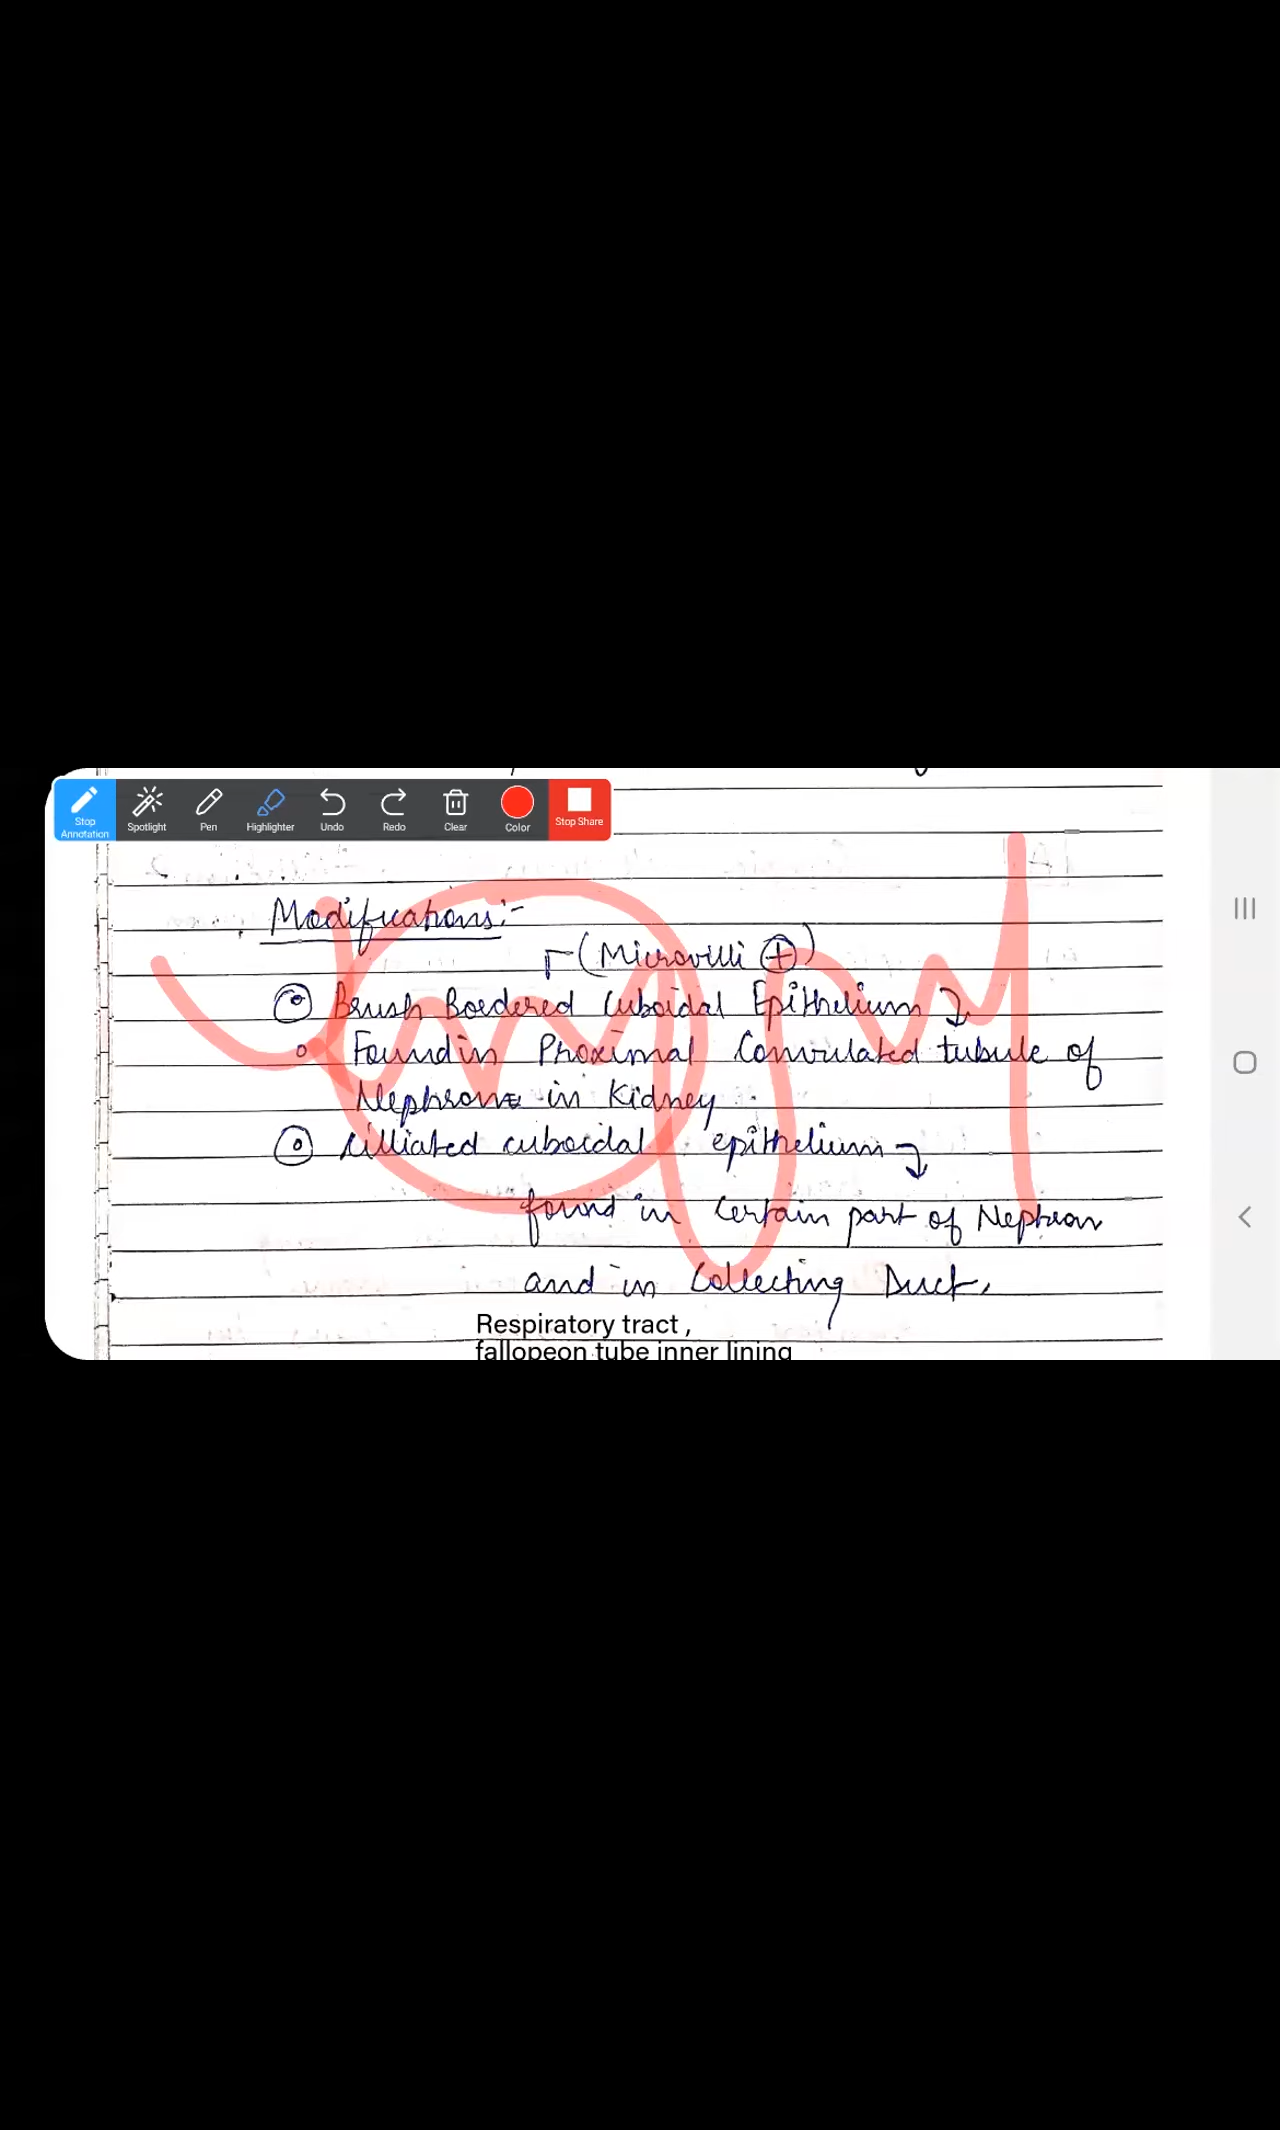 Stop Annotation
Spotlight
Pen
Highlighter
Undo
Redo
Clear
Color
Stop Share
Modifications:-
(Microvilli +)
Brush Boedered Cuboidal Epithelium
Found in Proximal Convulated tubule of
Nephrone in Kidney.
Cilliated cuboidal epithelium
found in certain part of Nephron
and in Collecting Duct.
Respiratory tract ,
fallopeon tube inner lining